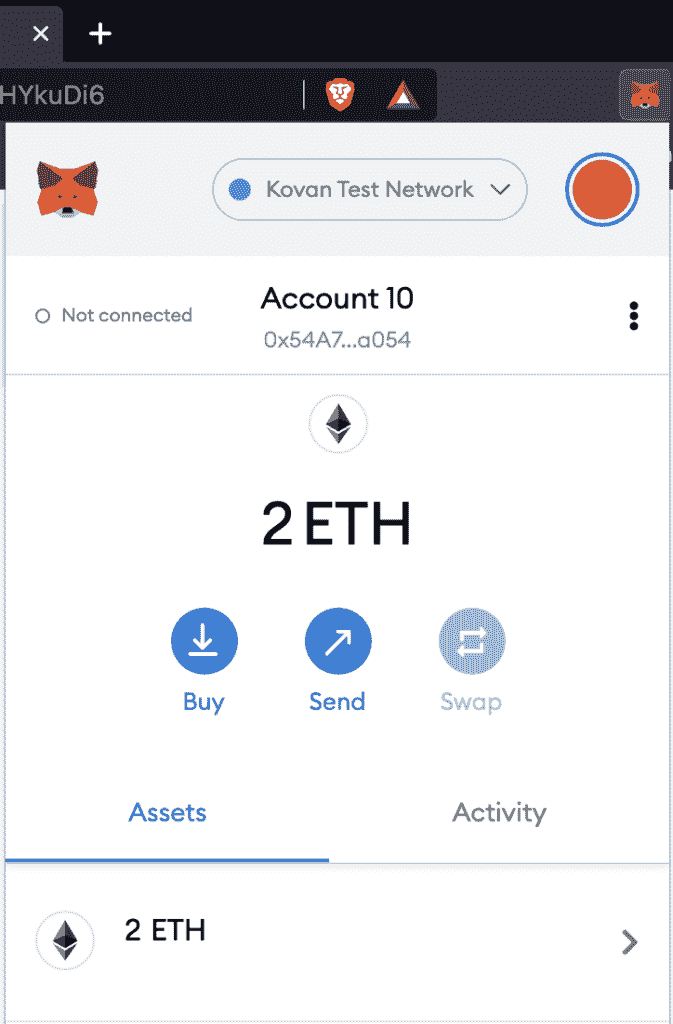 HYkuDi6
Kovan Test Network
Not connected
Account 10
0x54A7...a054
2 ETH
Buy
Send
Swap
Assets
Activity
2 ETH